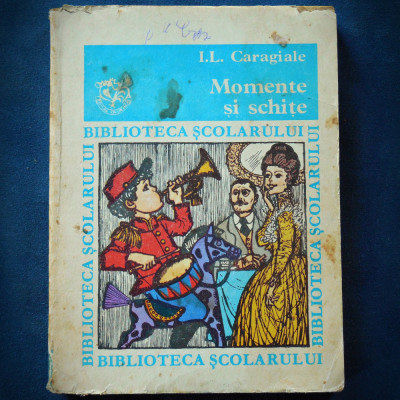 I.L. Caragiale
Momente
și schițe
BIBLIOTECA ȘCOLARULUI
BIBLIOTECA ȘCOLARULUI
BIBLIOTECA ȘCOLARULUI
BIBLIOTECA ȘCOLARULUI